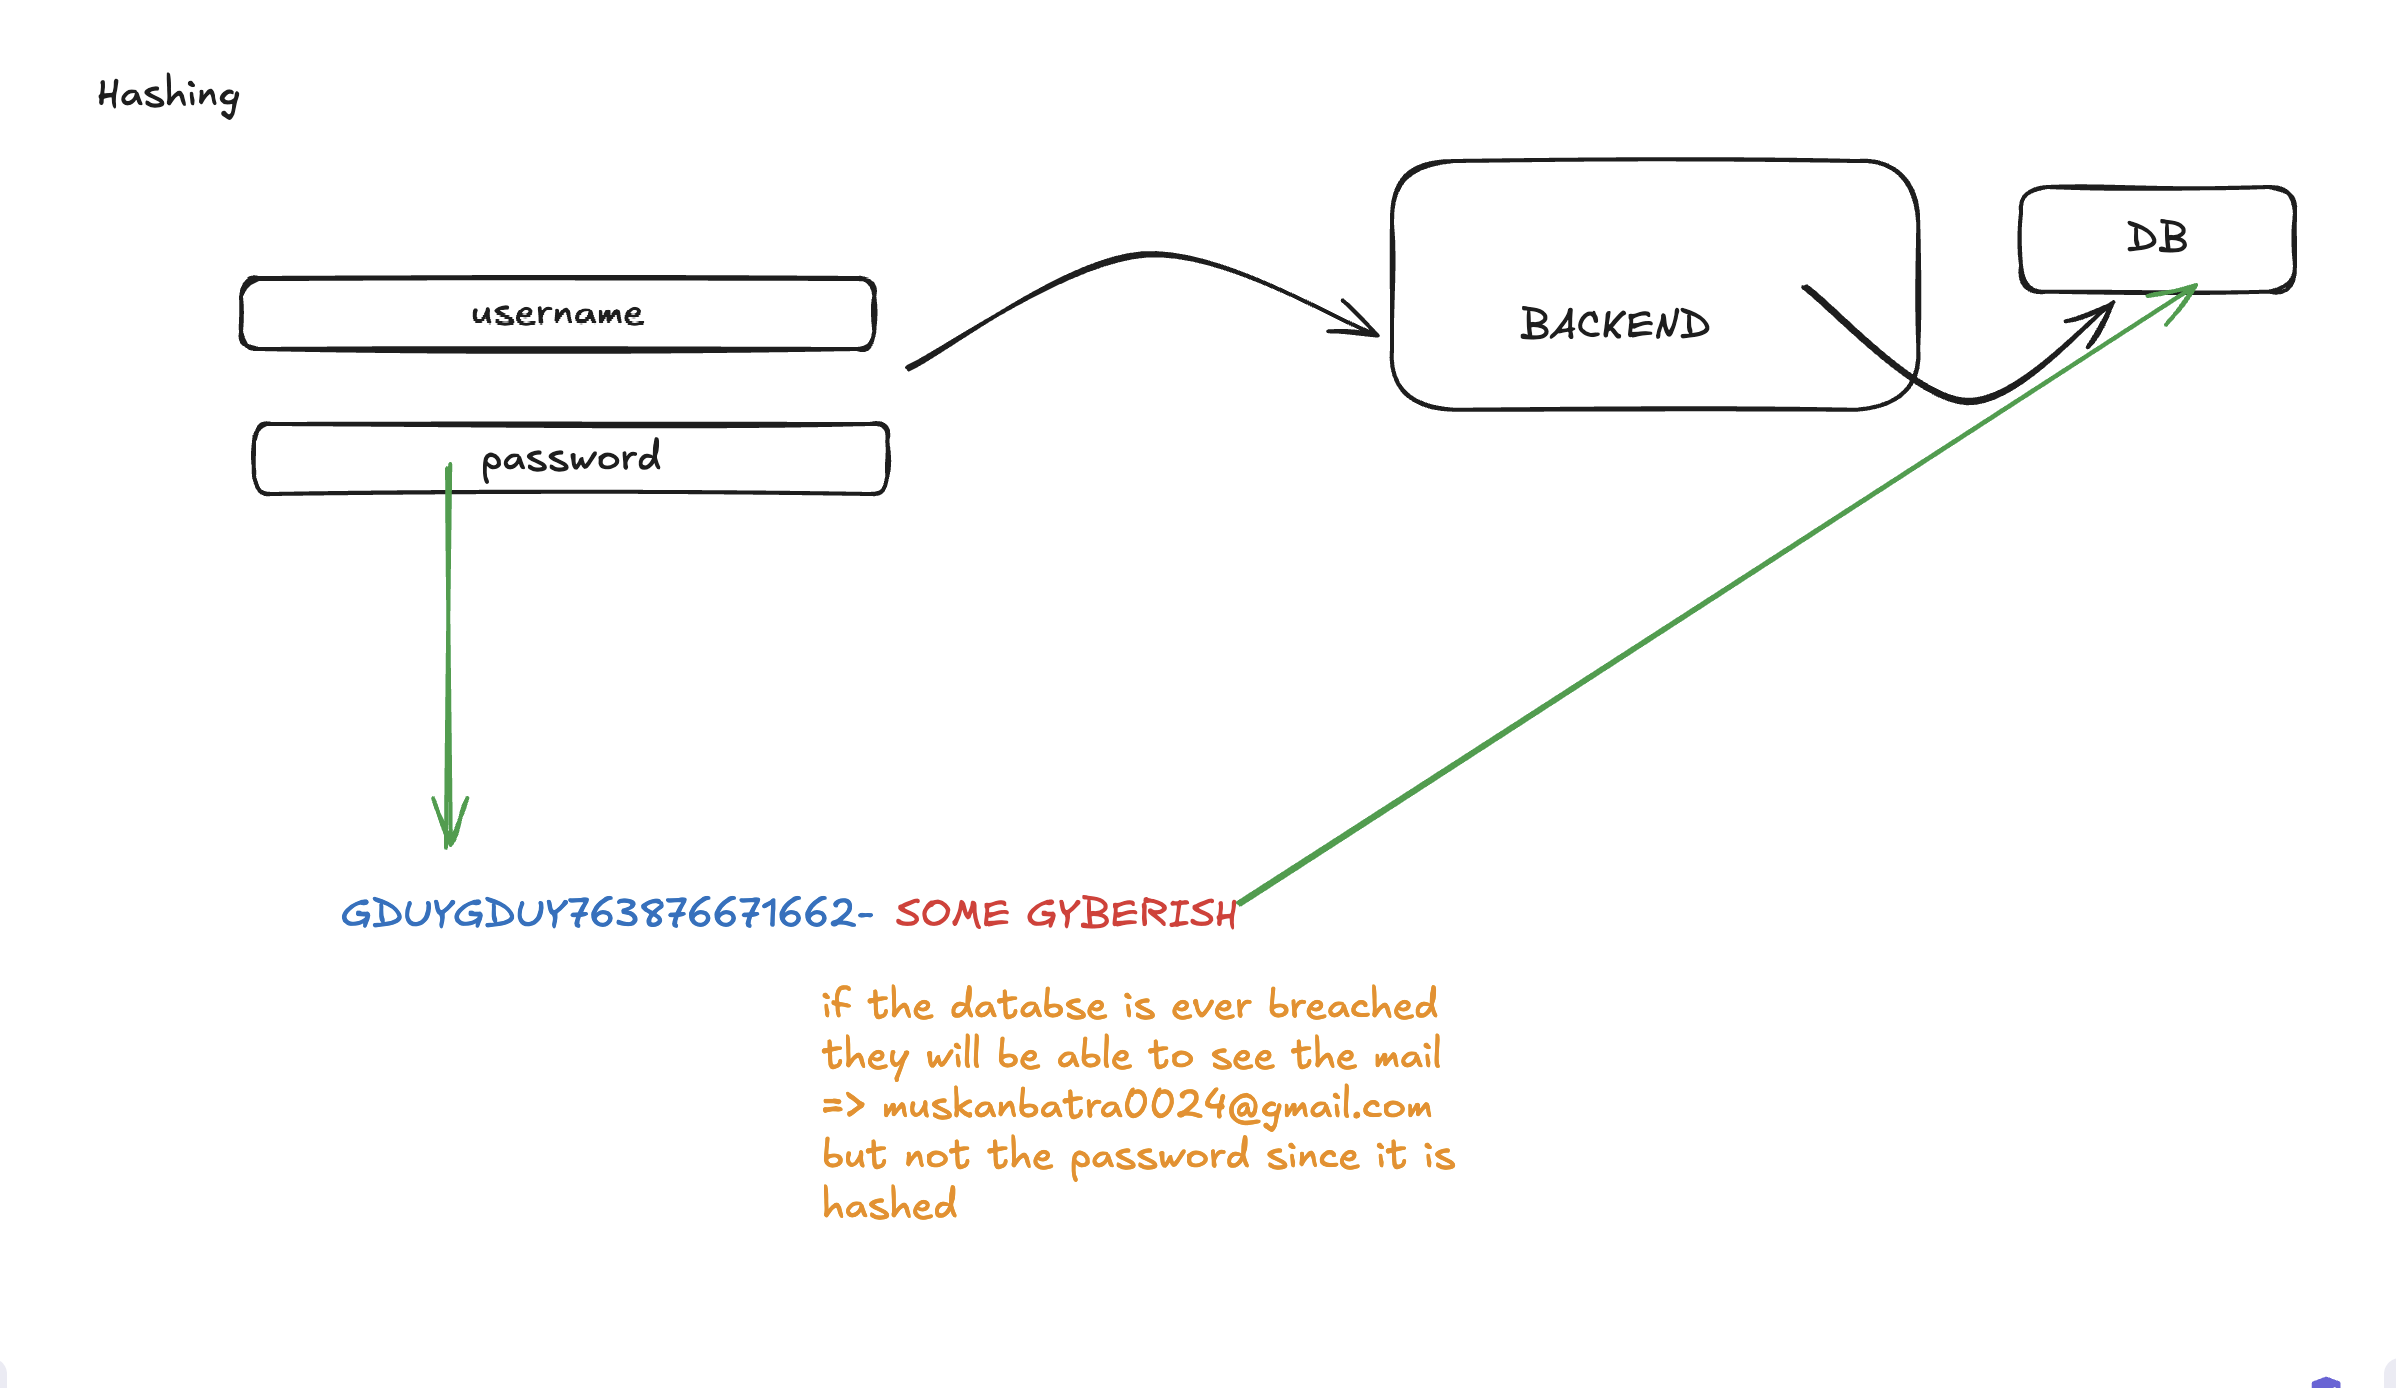 Hashing
username
BACKEND
DB
password
GDUYGDUY763876671662- SOME GYBERISH
if the databse is ever breached
they will be able to see the mail
=> muskanbatra0024@gmail.com
but not the password since it is
hashed